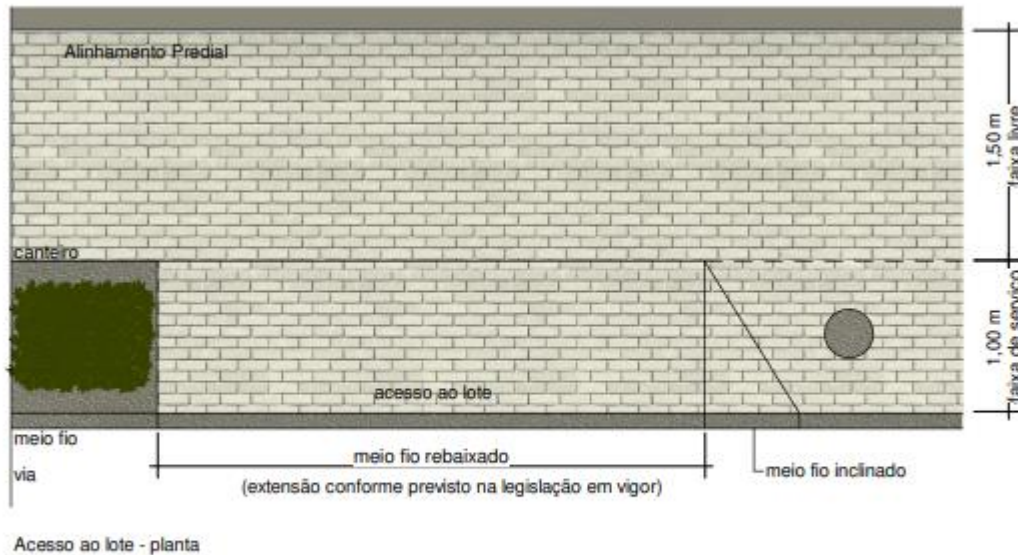 Alinhamento Predial
1,50 m
faixa livre
canteiro
1,00 m
faixa de serviço
acesso ao lote
meio fio
meio fio rebaixado
meio fio inclinado
via
(extensão conforme previsto na legislação em vigor)
Acesso ao lote - planta